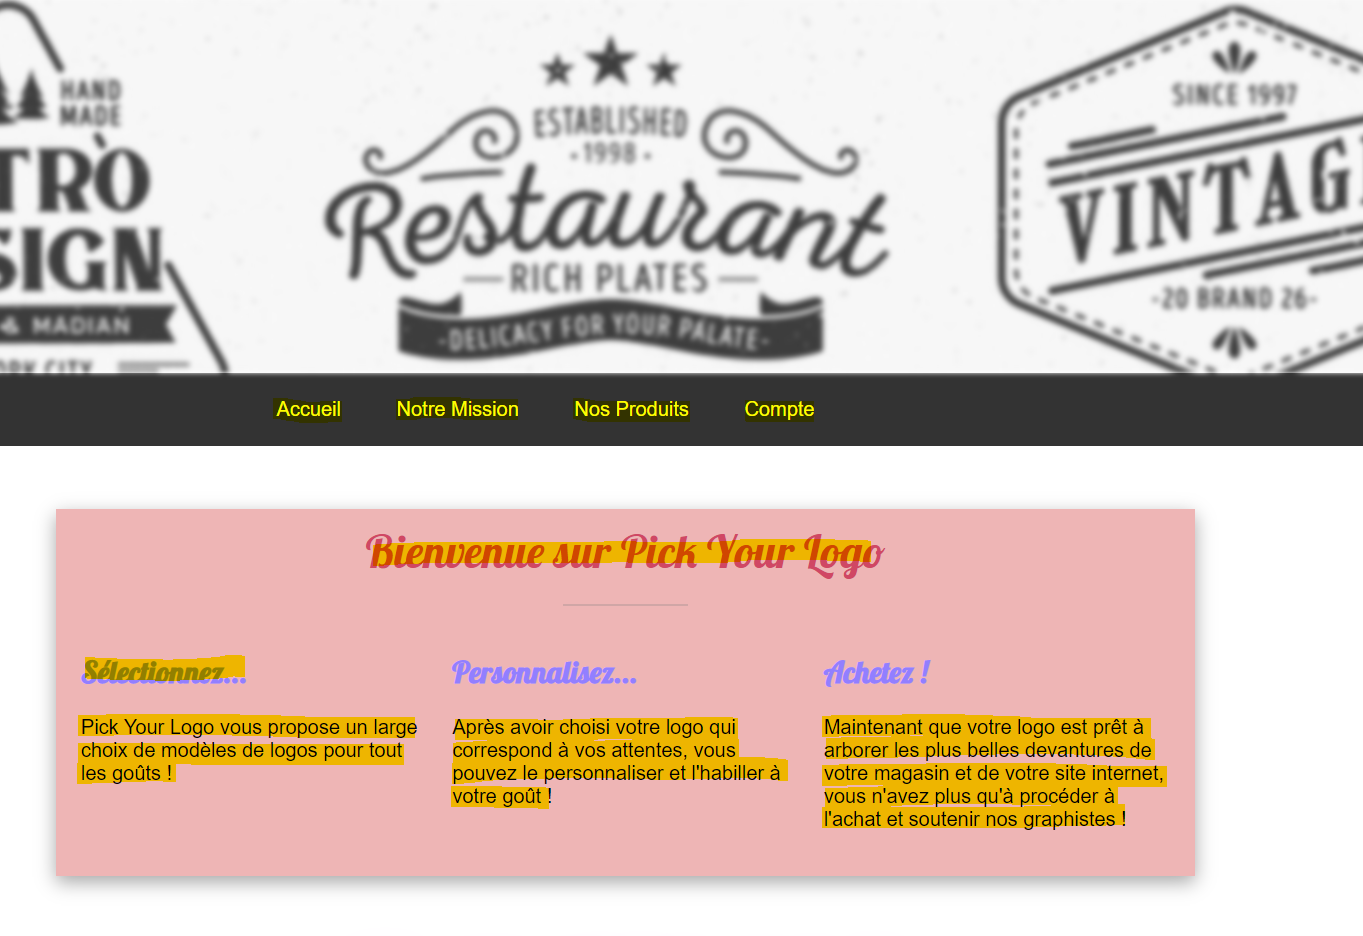 HAND
MADE
SIGN
& MADIAN
CITY
ESTABLISHED
·1998·
Restaurant
RICH PLATES
·DELICACY FOR YOUR PALATE·
SINCE 1997
·20 BRAND 26·
Accueil Notre Mission Nos Produits Compte
Bienvenue sur Pick Your Logo
Sélectionnez...
Pick Your Logo vous propose un large
choix de modèles de logos pour tout
les goûts !
Personnalisez...
Après avoir choisi votre logo qui
correspond à vos attentes, vous
pouvez le personnaliser et l'habiller à
votre goût !
Achetez !
Maintenant que votre logo est prêt à
arborer les plus belles devantures de
votre magasin et de votre site internet,
vous n'avez plus qu'à procéder à
l'achat et soutenir nos graphistes !